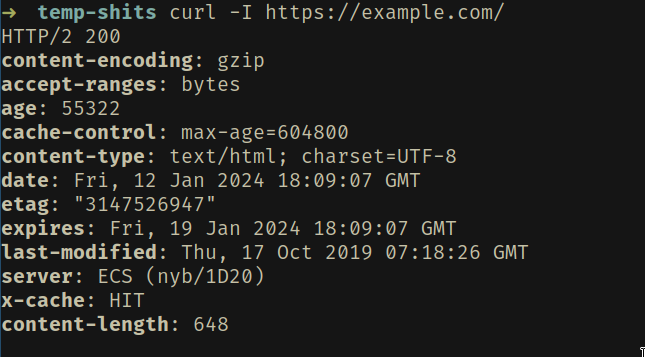 ➜ temp-shits curl -I https://example.com/
HTTP/2 200
content-encoding: gzip
accept-ranges: bytes
age: 55322
cache-control: max-age=604800
content-type: text/html; charset=UTF-8
date: Fri, 12 Jan 2024 18:09:07 GMT
etag: "3147526947"
expires: Fri, 19 Jan 2024 18:09:07 GMT
last-modified: Thu, 17 Oct 2019 07:18:26 GMT
server: ECS (nyb/1D20)
x-cache: HIT
content-length: 648